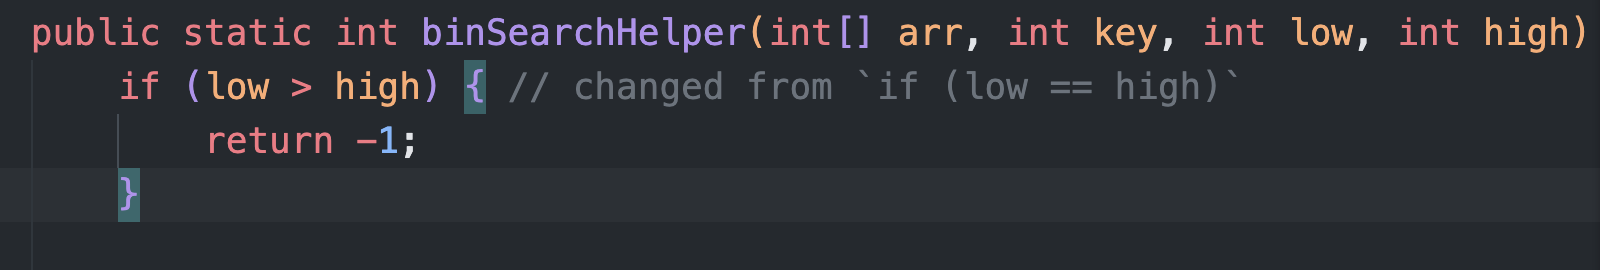 public static int binSearchHelper(int[] arr, int key, int low, int high)
if (low > high) { // changed from `if (low == high)`
return -1;
}